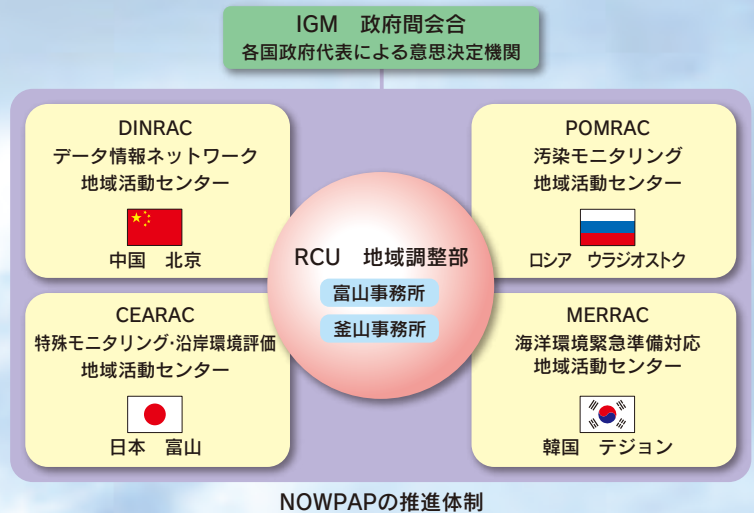 IGM 政府間会合
各国政府代表による意思決定機関
DINRAC
データ情報ネットワーク
地域活動センター
中国 北京
POMRAC
汚染モニタリング
地域活動センター
ロシア ウラジオストク
RCU 地域調整部
富山事務所
釜山事務所
CEARAC
特殊モニタリング・沿岸環境評価
地域活動センター
日本 富山
MERRAC
海洋環境緊急準備対応
地域活動センター
韓国 テジョン
NOWPAPの推進体制